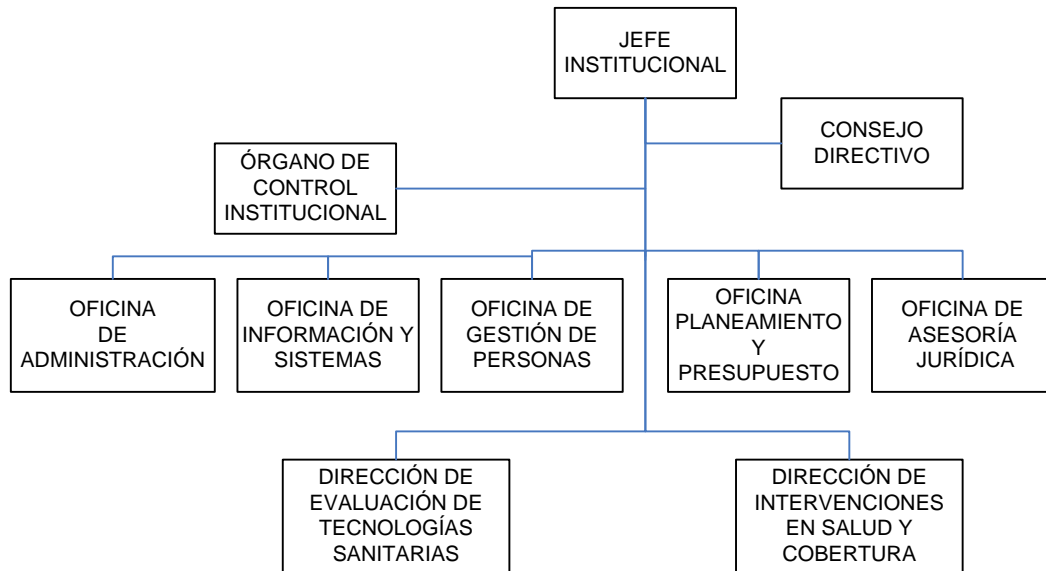 JEFE
INSTITUCIONAL
CONSEJO
DIRECTIVO
ÓRGANO DE
CONTROL
INSTITUCIONAL
OFICINA
DE
ADMINISTRACIÓN
OFICINA DE
INFORMACIÓN Y
SISTEMAS
OFICINA DE
GESTIÓN DE
PERSONAS
OFICINA
PLANEAMIENTO
Y
PRESUPUESTO
OFICINA DE
ASESORÍA
JURÍDICA
DIRECCIÓN DE
EVALUACIÓN DE
TECNOLOGÍAS
SANITARIAS
DIRECCIÓN DE
INTERVENCIONES
EN SALUD Y
COBERTURA